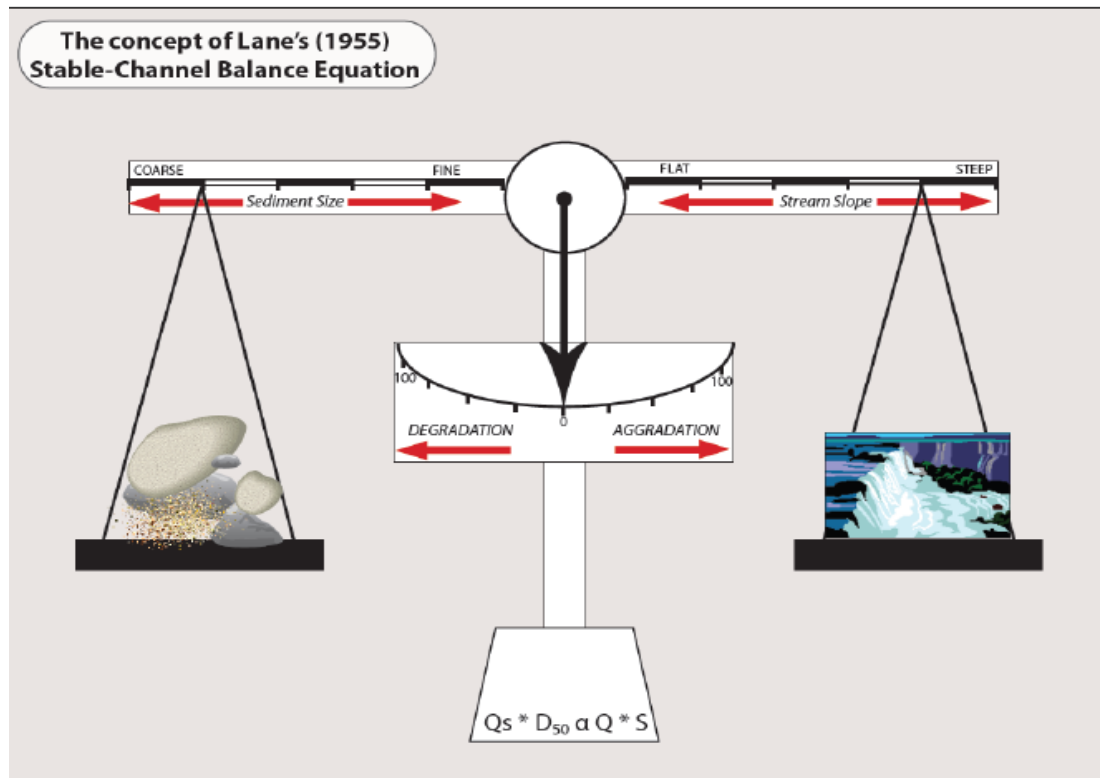 The concept of Lane's (1955)
Stable-Channel Balance Equation
COARSE FINE FLAT STEEP
Sediment Size Stream Slope
100 100
0
DEGRADATION AGGRADATION
Qs * D₅₀ α Q * S